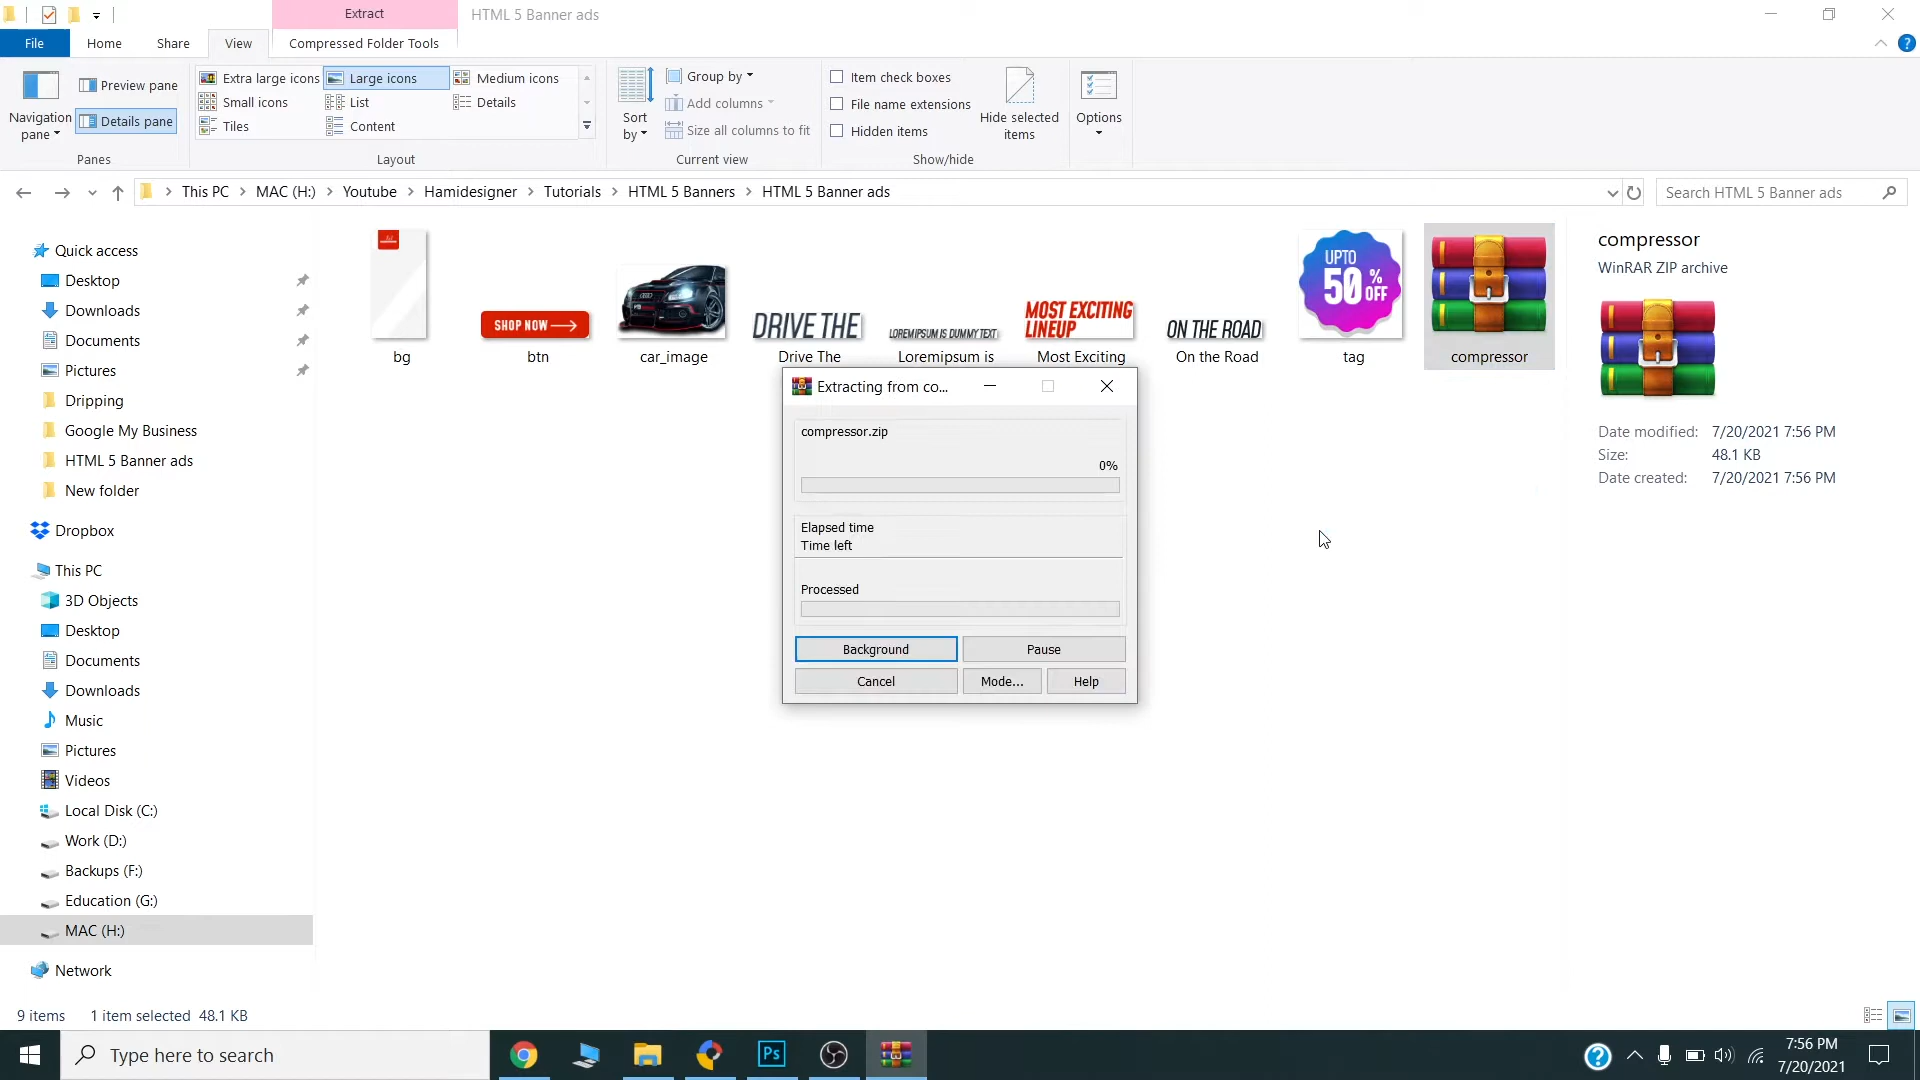 Extract
HTML 5 Banner ads
File
Home
Share
View
Compressed Folder Tools
Navigation
pane
Preview pane
Details pane
Panes
Extra large icons
Large icons
Medium icons
Small icons
List
Details
Tiles
Content
Layout
Sort
by
Group by
Add columns
Size all columns to fit
Current view
Item check boxes
File name extensions
Hidden items
Hide selected
items
Show/hide
Options
This PC
MAC (H:)
Youtube
Hamidesigner
Tutorials
HTML 5 Banners
HTML 5 Banner ads
Search HTML 5 Banner ads
Quick access
Desktop
Downloads
Documents
Pictures
Dripping
Google My Business
HTML 5 Banner ads
New folder
Dropbox
This PC
3D Objects
Desktop
Documents
Downloads
Music
Pictures
Videos
Local Disk (C:)
Work (D:)
Backups (F:)
Education (G:)
MAC (H:)
Network
SHOP NOW
DRIVE THE
LOREM IPSUM IS DUMMY TEXT
MOST EXCITING
LINEUP
ON THE ROAD
UPTO
50% OFF
bg
btn
car_image
Drive The
Loremipsum is
Most Exciting
On the Road
tag
compressor
Extracting from co...
compressor.zip
0%
Elapsed time
Time left
Processed
Background
Pause
Cancel
Mode...
Help
compressor
WinRAR ZIP archive
Date modified: 7/20/2021 7:56 PM
Size: 48.1 KB
Date created: 7/20/2021 7:56 PM
9 items
1 item selected 48.1 KB
Type here to search
Ps
7:56 PM
7/20/2021